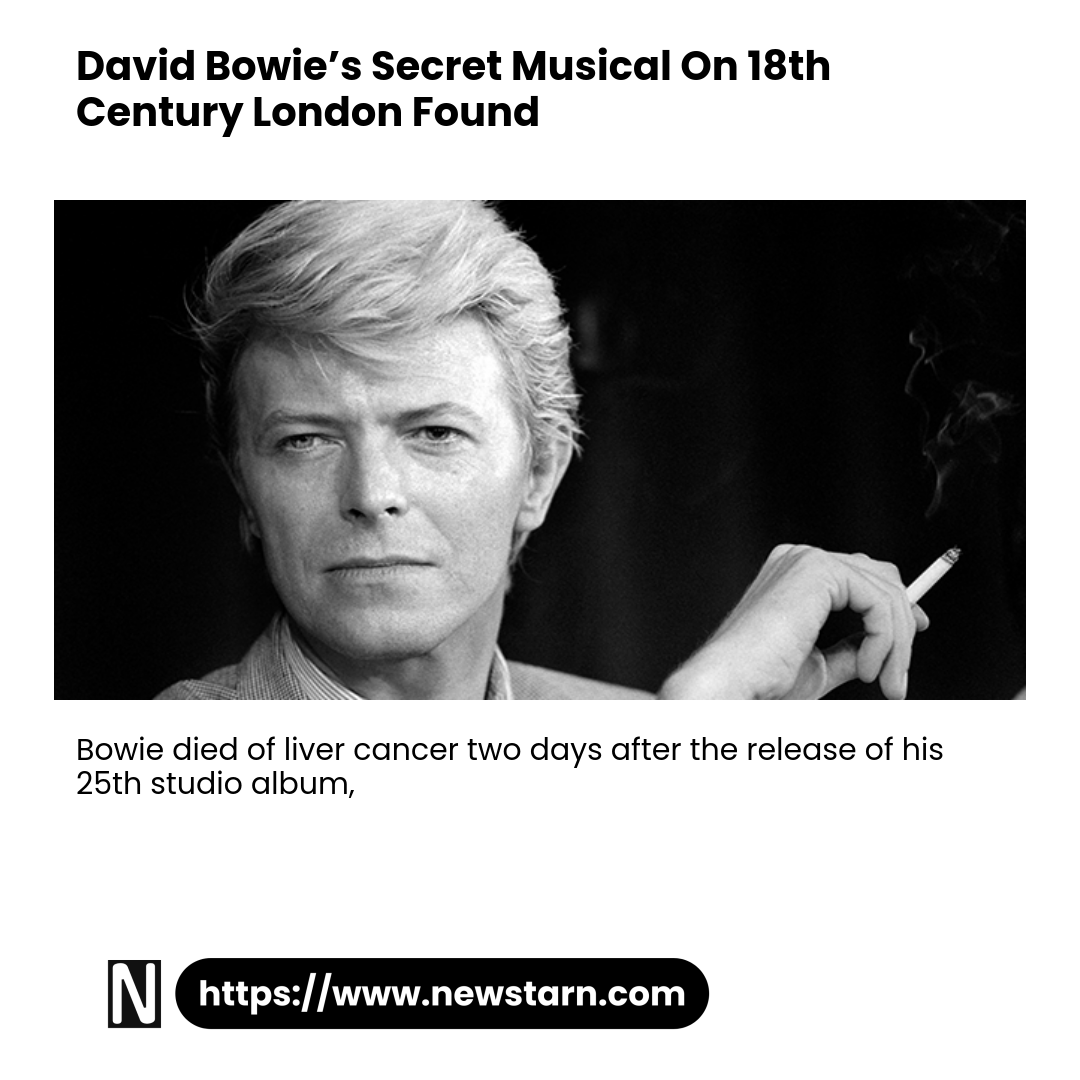 David Bowie’s Secret Musical On 18th
Century London Found
Bowie died of liver cancer two days after the release of his
25th studio album,
N
https://www.newstarn.com